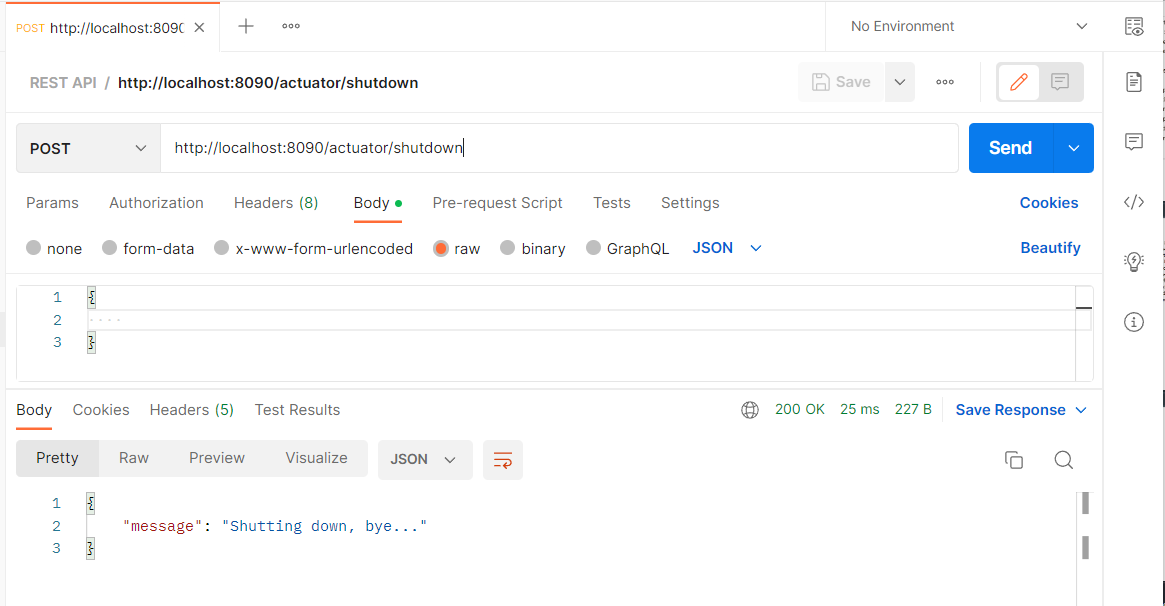 POST http://localhost:809
No Environment
REST API / http://localhost:8090/actuator/shutdown
Save
POST http://localhost:8090/actuator/shutdown Send
Params Authorization Headers (8) Body Pre-request Script Tests Settings Cookies
none form-data x-www-form-urlencoded raw binary GraphQL JSON Beautify
1 {
2 ....
3 }
Body Cookies Headers (5) Test Results 200 OK 25 ms 227 B Save Response
Pretty Raw Preview Visualize JSON
1 {
2 "message": "Shutting down, bye..."
3 }